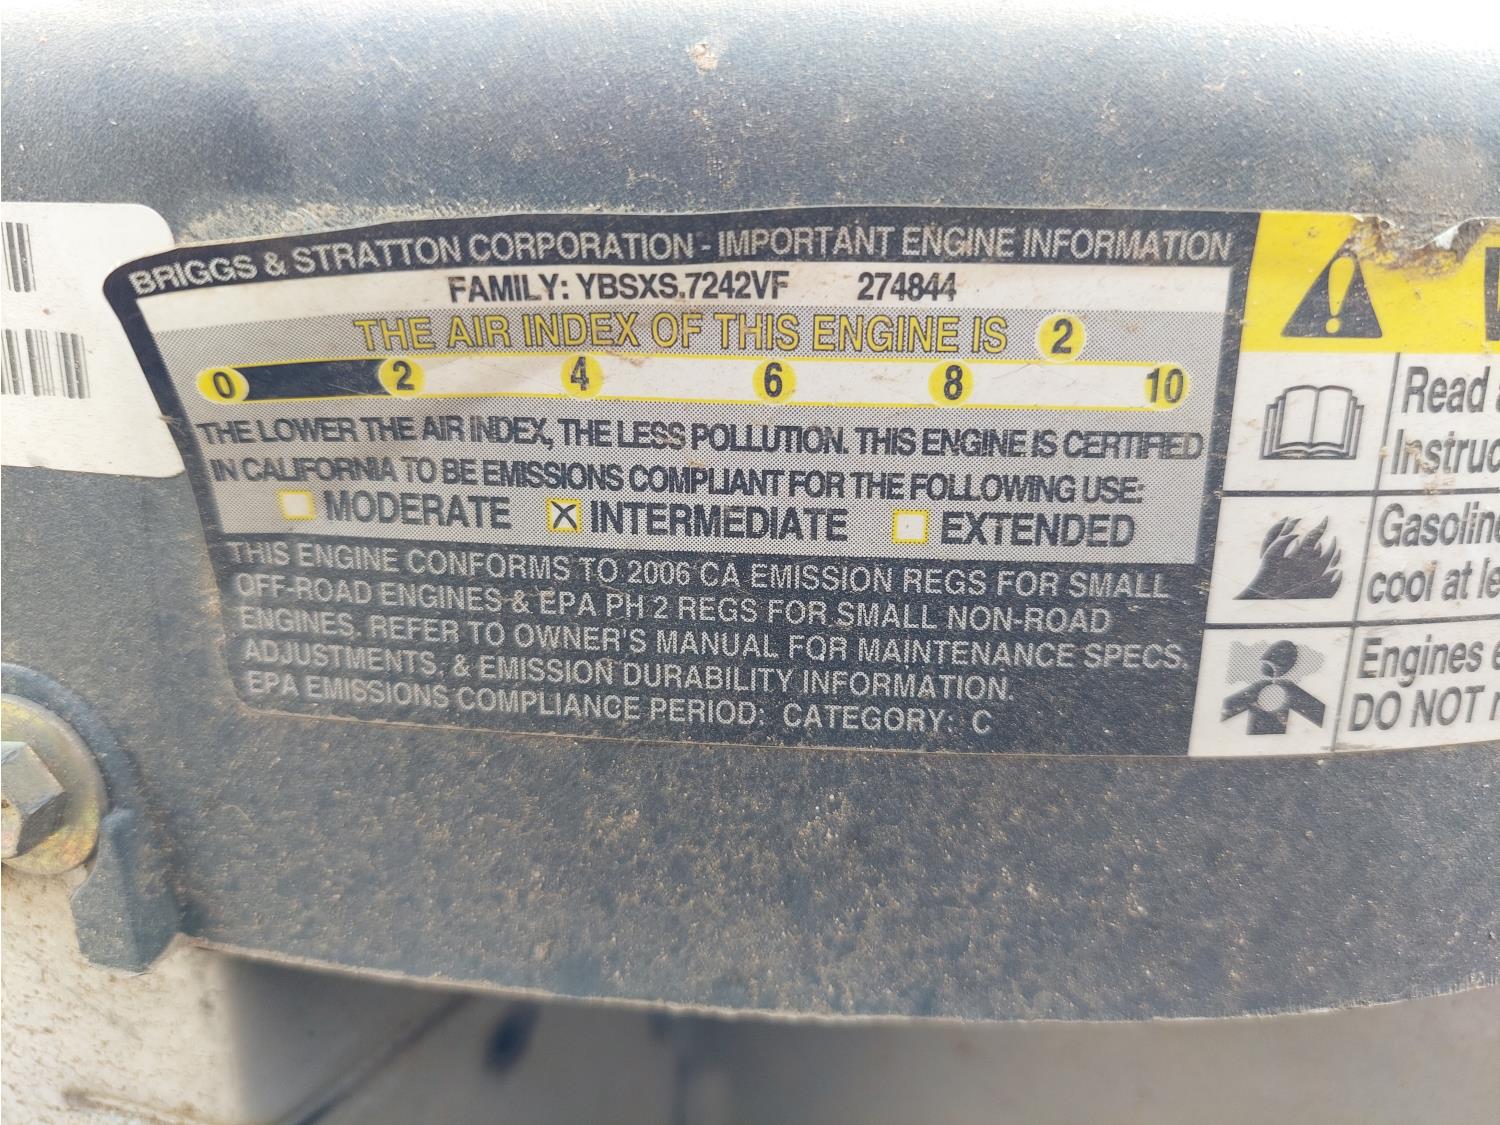 BRIGGS & STRATTON CORPORATION - IMPORTANT ENGINE INFORMATION
FAMILY: YBSXS.7242VF 274844
THE AIR INDEX OF THIS ENGINE IS 2
0 2 4 6 8 10
THE LOWER THE AIR INDEX, THE LESS POLLUTION. THIS ENGINE IS CERTIFIED
IN CALIFORNIA TO BE EMISSIONS COMPLIANT FOR THE FOLLOWING USE:
MODERATE INTERMEDIATE EXTENDED
THIS ENGINE CONFORMS TO 2006 CA EMISSION REGS FOR SMALL
OFF-ROAD ENGINES & EPA PH 2 REGS FOR SMALL NON-ROAD
ENGINES. REFER TO OWNER'S MANUAL FOR MAINTENANCE SPECS,
ADJUSTMENTS, & EMISSION DURABILITY INFORMATION.
EPA EMISSIONS COMPLIANCE PERIOD: CATEGORY: C
Read
Instruc
Gasoline
cool at le
Engines
DO NOT